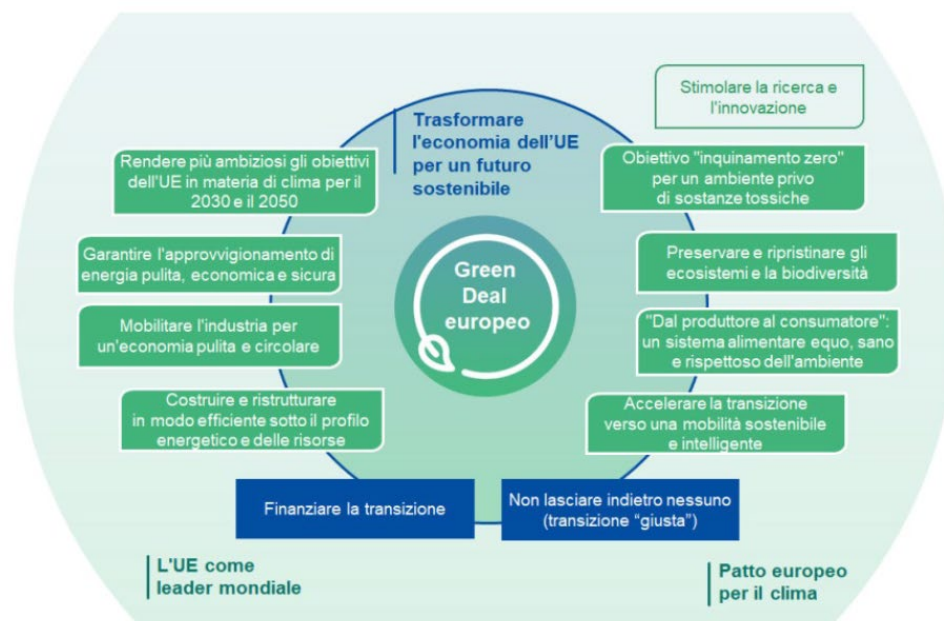 Stimolare la ricerca e
l'innovazione
Trasformare
l'economia dell'UE
per un futuro
sostenibile
Rendere più ambiziosi gli obiettivi
dell'UE in materia di clima per il
2030 e il 2050
Obiettivo "inquinamento zero"
per un ambiente privo
di sostanze tossiche
Garantire l'approvvigionamento di
energia pulita, economica e sicura
Green
Deal
europeo
Preservare e ripristinare gli
ecosistemi e la biodiversità
Mobilitare l'industria per
un'economia pulita e circolare
"Dal produttore al consumatore":
un sistema alimentare equo, sano
e rispettoso dell'ambiente
Costruire e ristrutturare
in modo efficiente sotto il profilo
energetico e delle risorse
Accelerare la transizione
verso una mobilità sostenibile
e intelligente
Finanziare la transizione
Non lasciare indietro nessuno
(transizione “giusta”)
L'UE come
leader mondiale
Patto europeo
per il clima